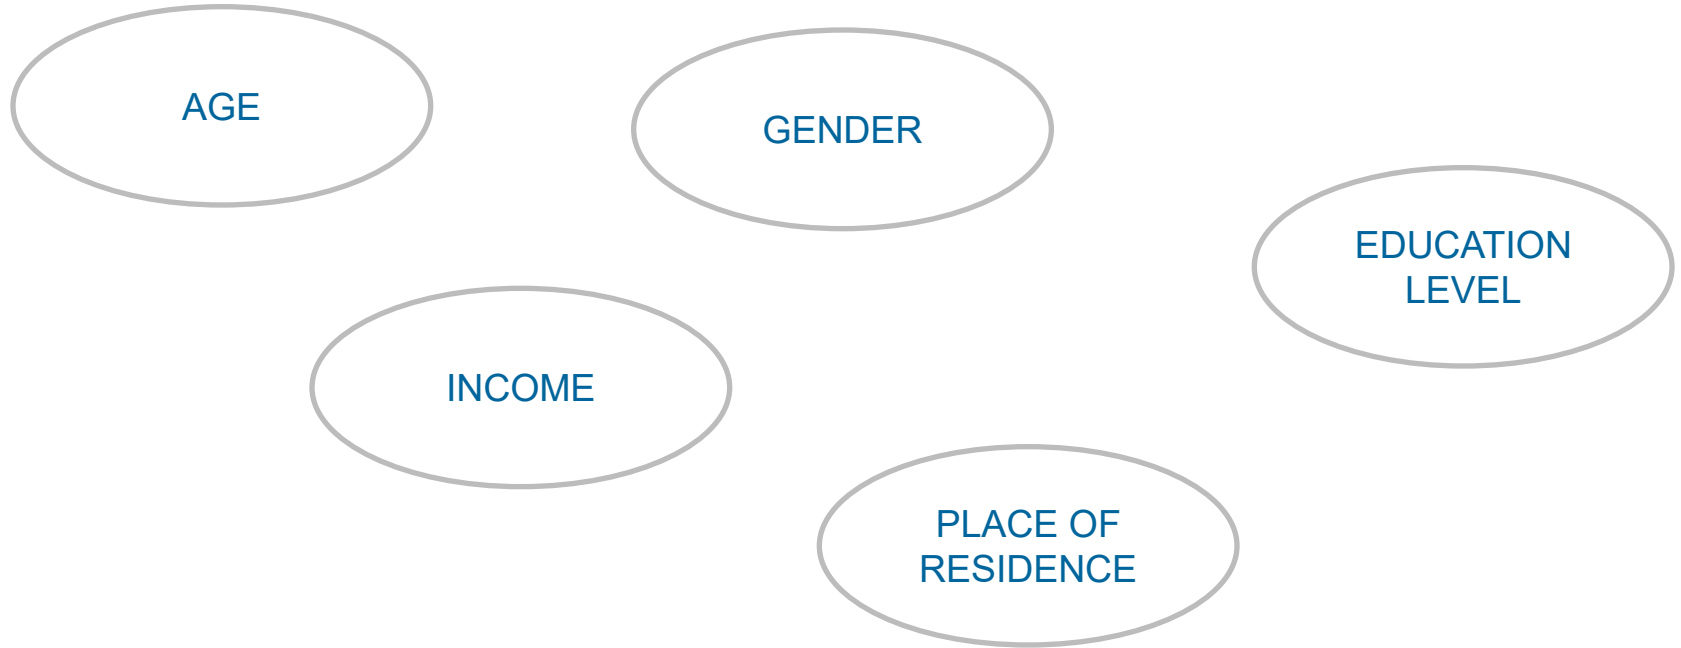 AGE
GENDER
EDUCATION
LEVEL
INCOME
PLACE OF
RESIDENCE